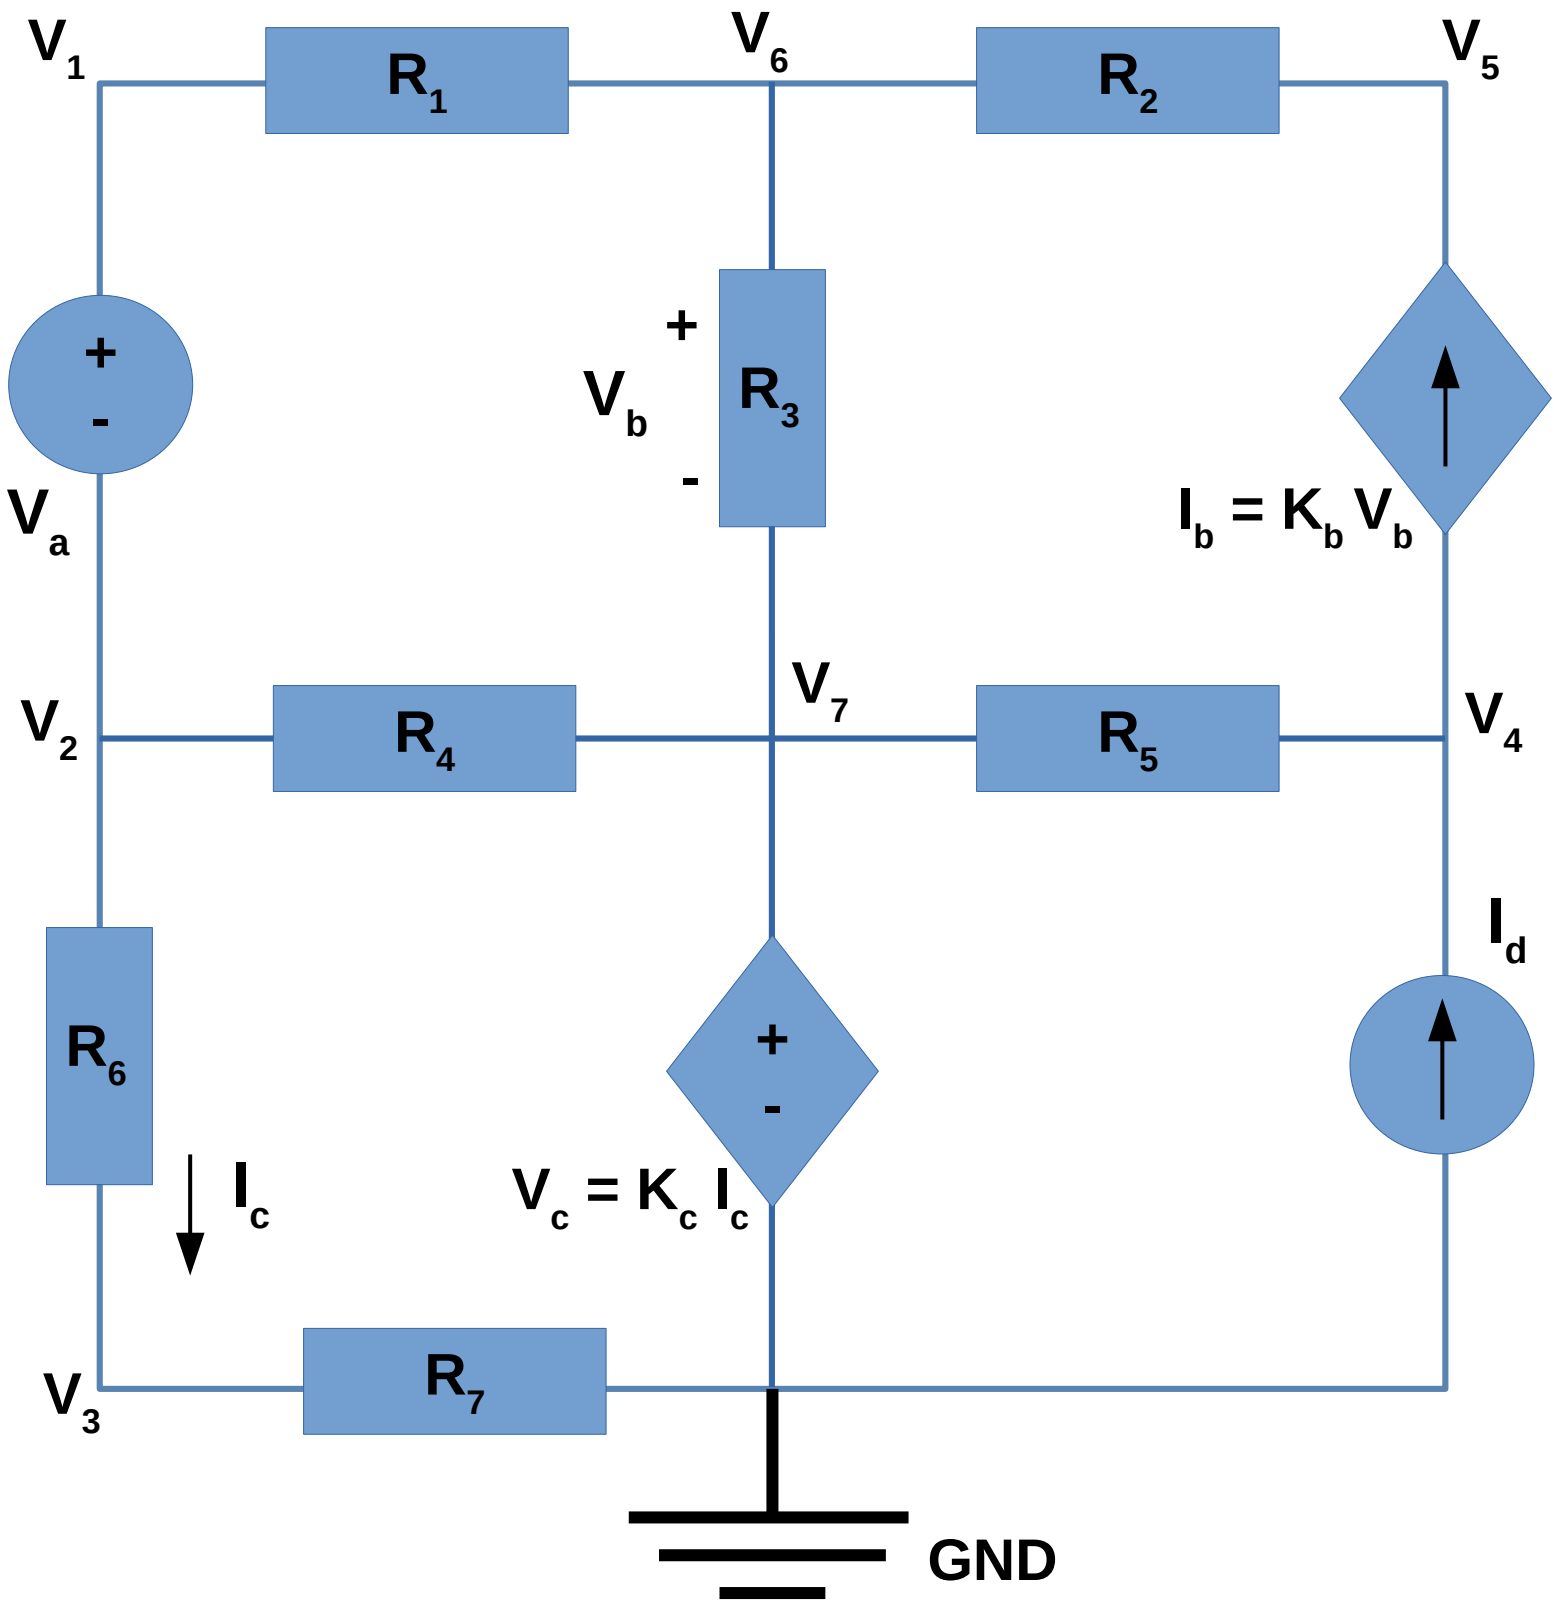 V1
R1
V6
R2
V5
+
-
Va
+
Vb
-
R3
Ib = Kb Vb
V2
R4
V7
R5
V4
R6
Ic
+
-
Vc = Kc Ic
Id
V3
R7
GND